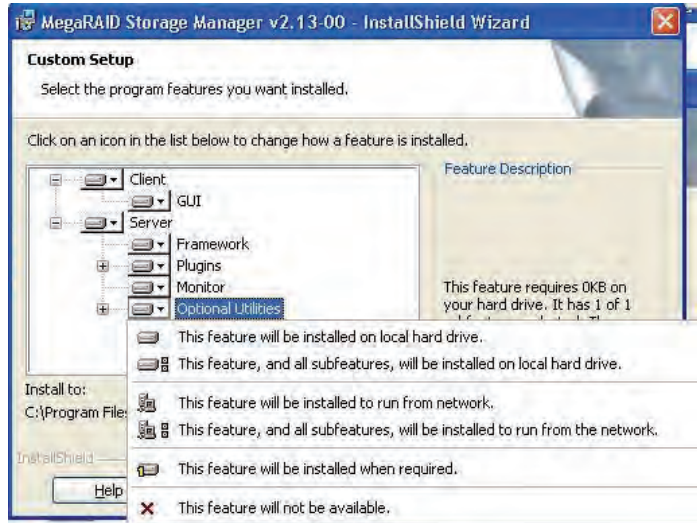 MegaRAID Storage Manager v2.13-00 - InstallShield Wizard
Custom Setup
Select the program features you want installed.
Click on an icon in the list below to change how a feature is installed.
Client
GUI
Server
Framework
Plugins
Monitor
Optional Utilities
Feature Description
This feature requires 0KB on
your hard drive. It has 1 of 1
This feature will be installed on local hard drive.
This feature, and all subfeatures, will be installed on local hard drive.
This feature will be installed to run from network.
This feature, and all subfeatures, will be installed to run from the network.
This feature will be installed when required.
This feature will not be available.
Install to:
C:\Program Files
InstallShield
Help